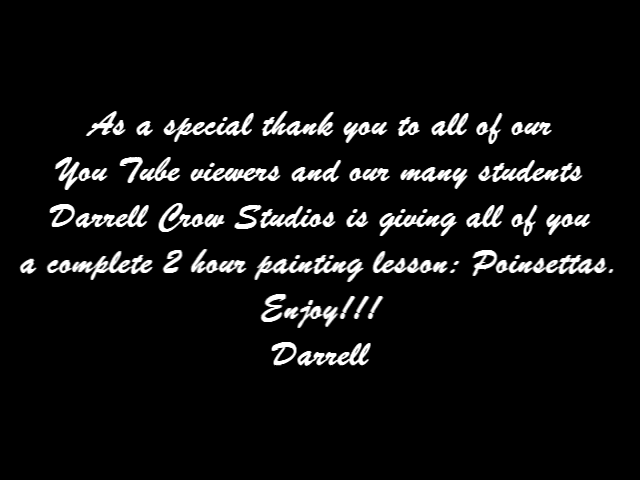 As a special thank you to all of our
You Tube viewers and our many students
Darrell Crow Studios is giving all of you
a complete 2 hour painting lesson: Poinsettas.
Enjoy!!!
Darrell